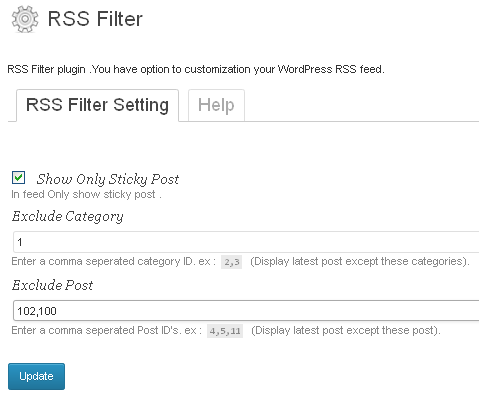 RSS Filter
RSS Filter plugin .You have option to customization your WordPress RSS feed.
RSS Filter Setting Help
Show Only Sticky Post
In feed Only show sticky post .
Exclude Category
1
Enter a comma seperated category ID. ex : 2,3 (Display latest post except these categories).
Exclude Post
102,100
Enter a comma seperated Post ID's. ex : 4,5,11 (Display latest post except these post).
Update